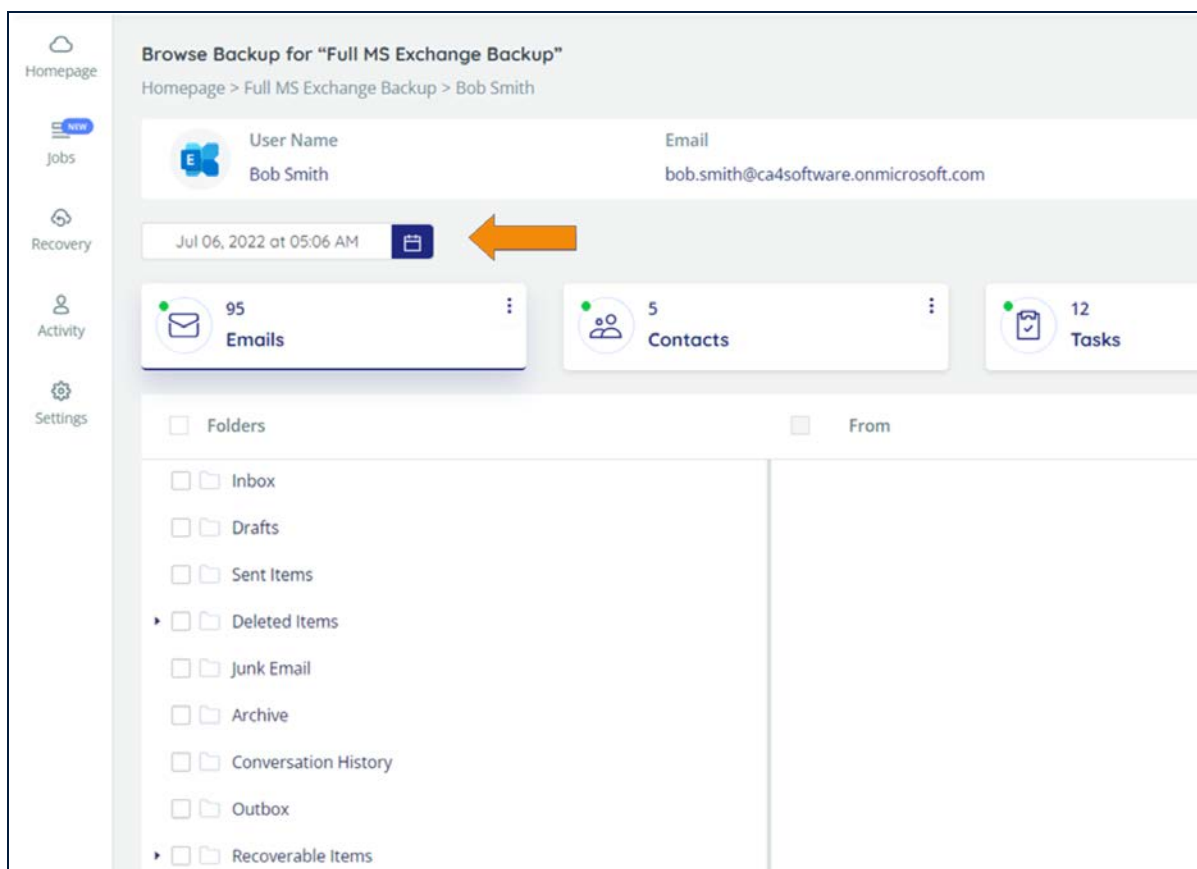 Homepage
NEW
Jobs
Recovery
Activity
Settings
Browse Backup for “Full MS Exchange Backup”
Homepage > Full MS Exchange Backup > Bob Smith
User Name
Bob Smith
Email
bob.smith@ca4software.onmicrosoft.com
E
Jul 06, 2022 at 05:06 AM
95
Emails
5
Contacts
12
Tasks
Folders
From
Inbox
Drafts
Sent Items
Deleted Items
Junk Email
Archive
Conversation History
Outbox
Recoverable Items